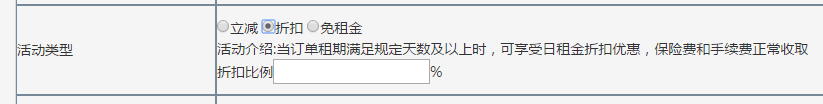 活动类型
立减 折扣 免租金
活动介绍:当订单租期满足规定天数及以上时，可享受日租金折扣优惠，保险费和手续费正常收取
折扣比例 %